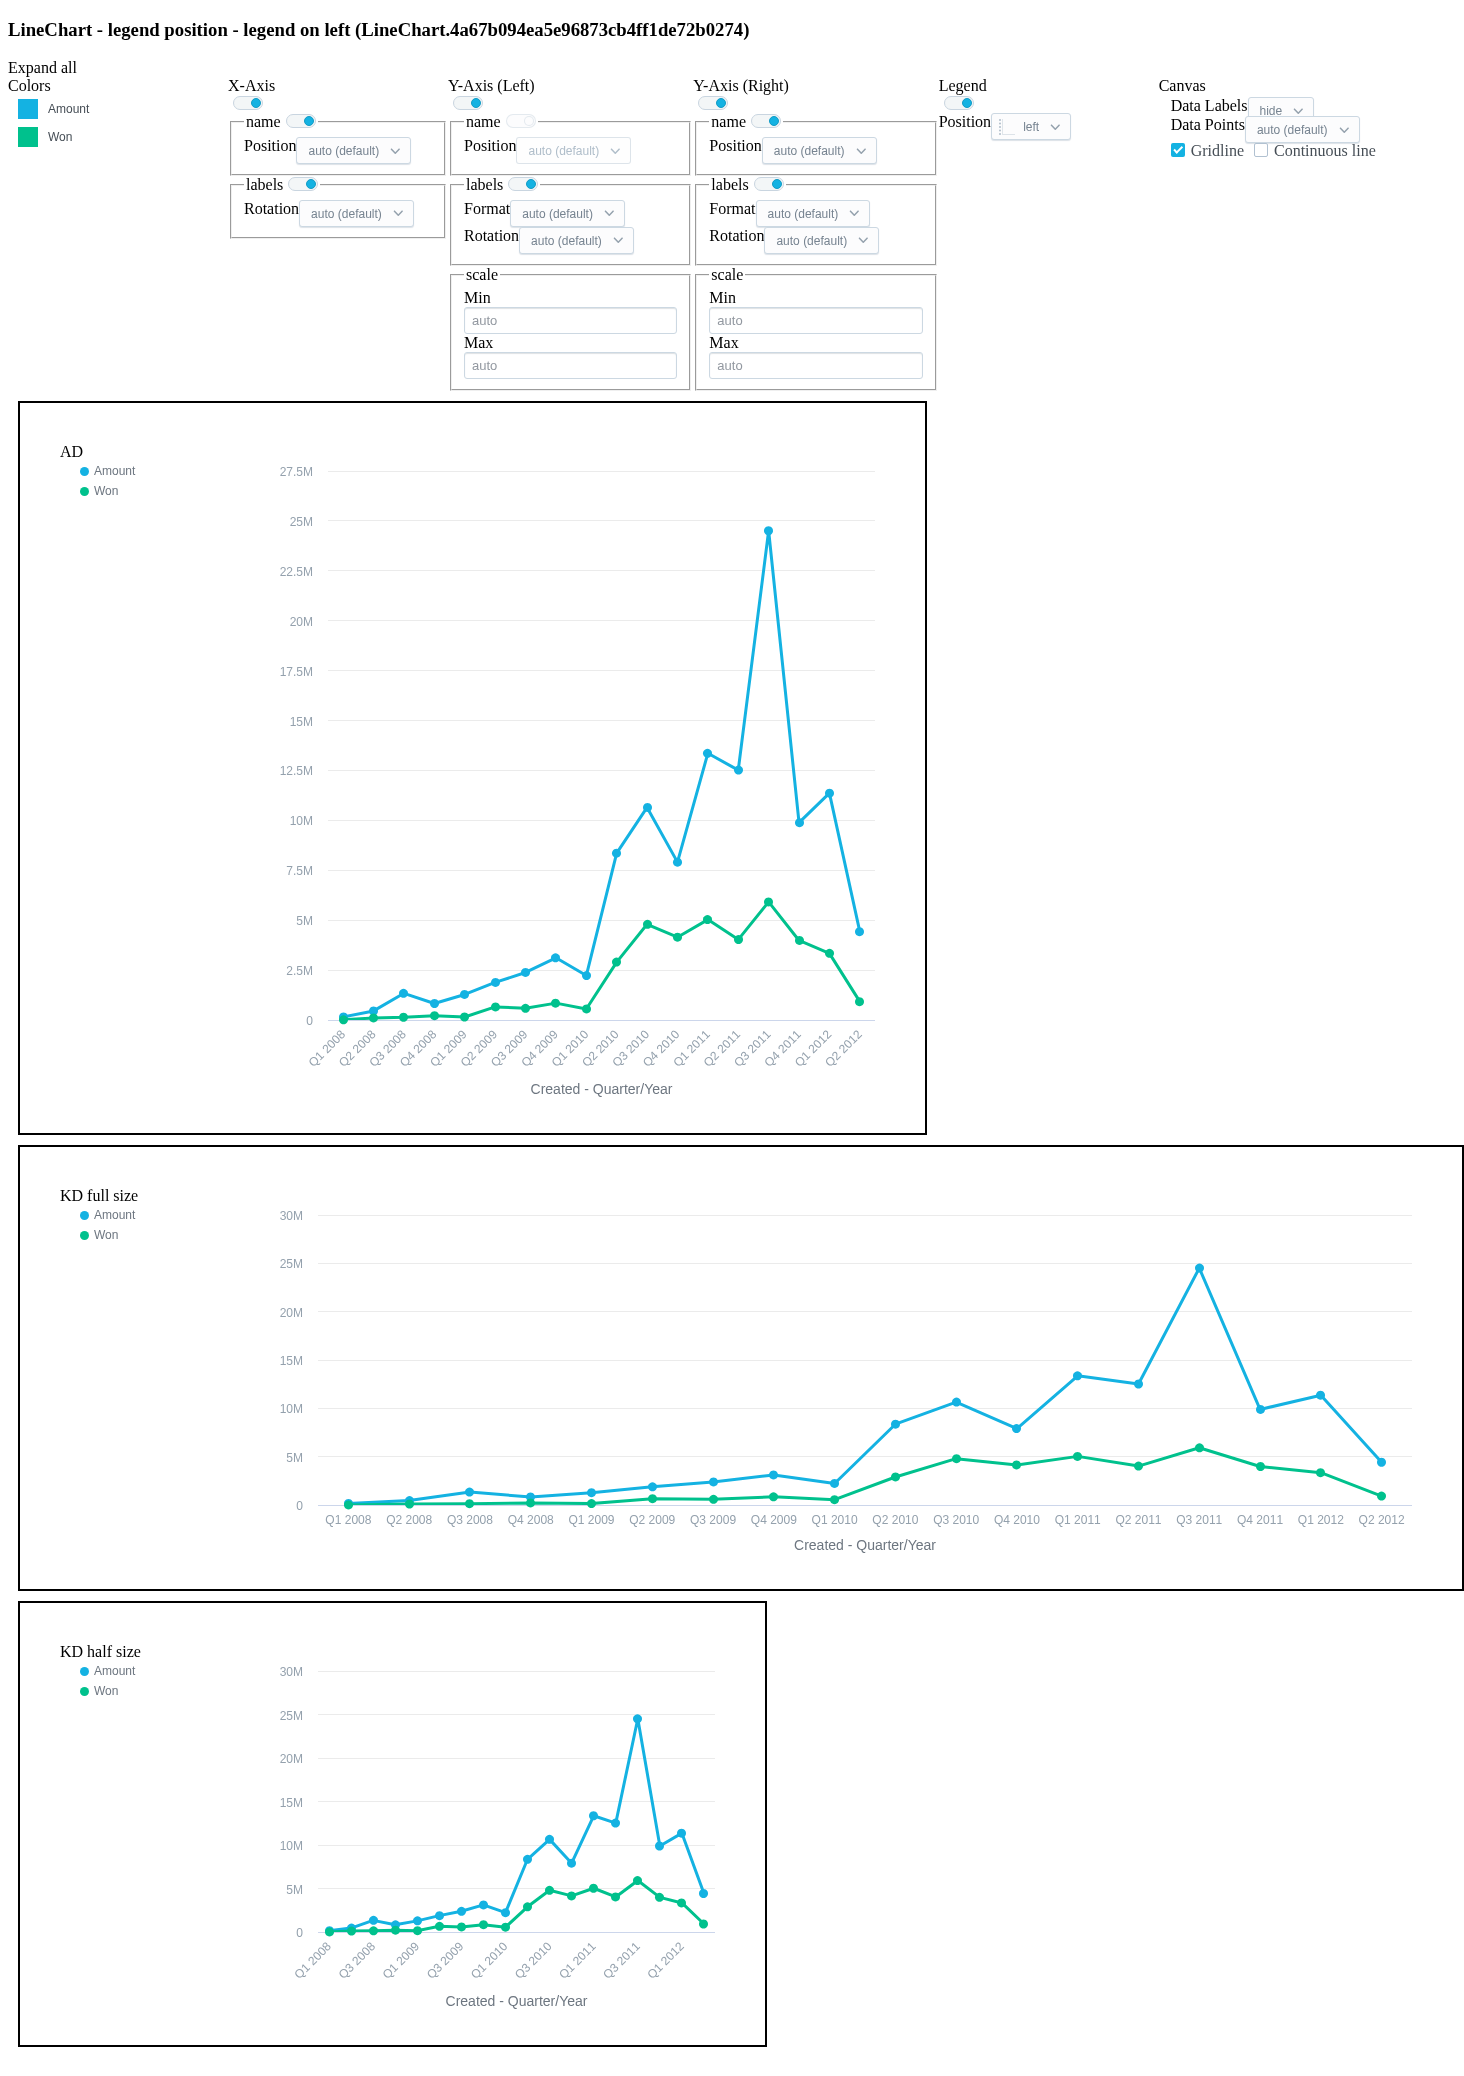 LineChart - legend position - legend on left (LineChart.4a67b094ea5e96873cb4ff1de72b0274)
Expand all
Colors
Amount
Won
X-Axis
name
Position auto (default)
labels
Rotation auto (default)
Y-Axis (Left)
name
Position auto (default)
labels
Format auto (default)
Rotation auto (default)
scale
Min
auto
Max
auto
Y-Axis (Right)
name
Position auto (default)
labels
Format auto (default)
Rotation auto (default)
scale
Min
auto
Max
auto
Legend
Position left
Canvas
Data Labels hide
Data Points auto (default)
Gridline Continuous line
AD
Amount
Won
27.5M
25M
22.5M
20M
17.5M
15M
12.5M
10M
7.5M
5M
2.5M
0
Q1 2008 Q2 2008 Q3 2008 Q4 2008 Q1 2009 Q2 2009 Q3 2009 Q4 2009 Q1 2010 Q2 2010 Q3 2010 Q4 2010 Q1 2011 Q2 2011 Q3 2011 Q4 2011 Q1 2012 Q2 2012
Created - Quarter/Year
KD full size
Amount
Won
30M
25M
20M
15M
10M
5M
0
Q1 2008 Q2 2008 Q3 2008 Q4 2008 Q1 2009 Q2 2009 Q3 2009 Q4 2009 Q1 2010 Q2 2010 Q3 2010 Q4 2010 Q1 2011 Q2 2011 Q3 2011 Q4 2011 Q1 2012 Q2 2012
Created - Quarter/Year
KD half size
Amount
Won
30M
25M
20M
15M
10M
5M
0
Q1 2008 Q3 2008 Q1 2009 Q3 2009 Q1 2010 Q3 2010 Q1 2011 Q3 2011 Q1 2012
Created - Quarter/Year